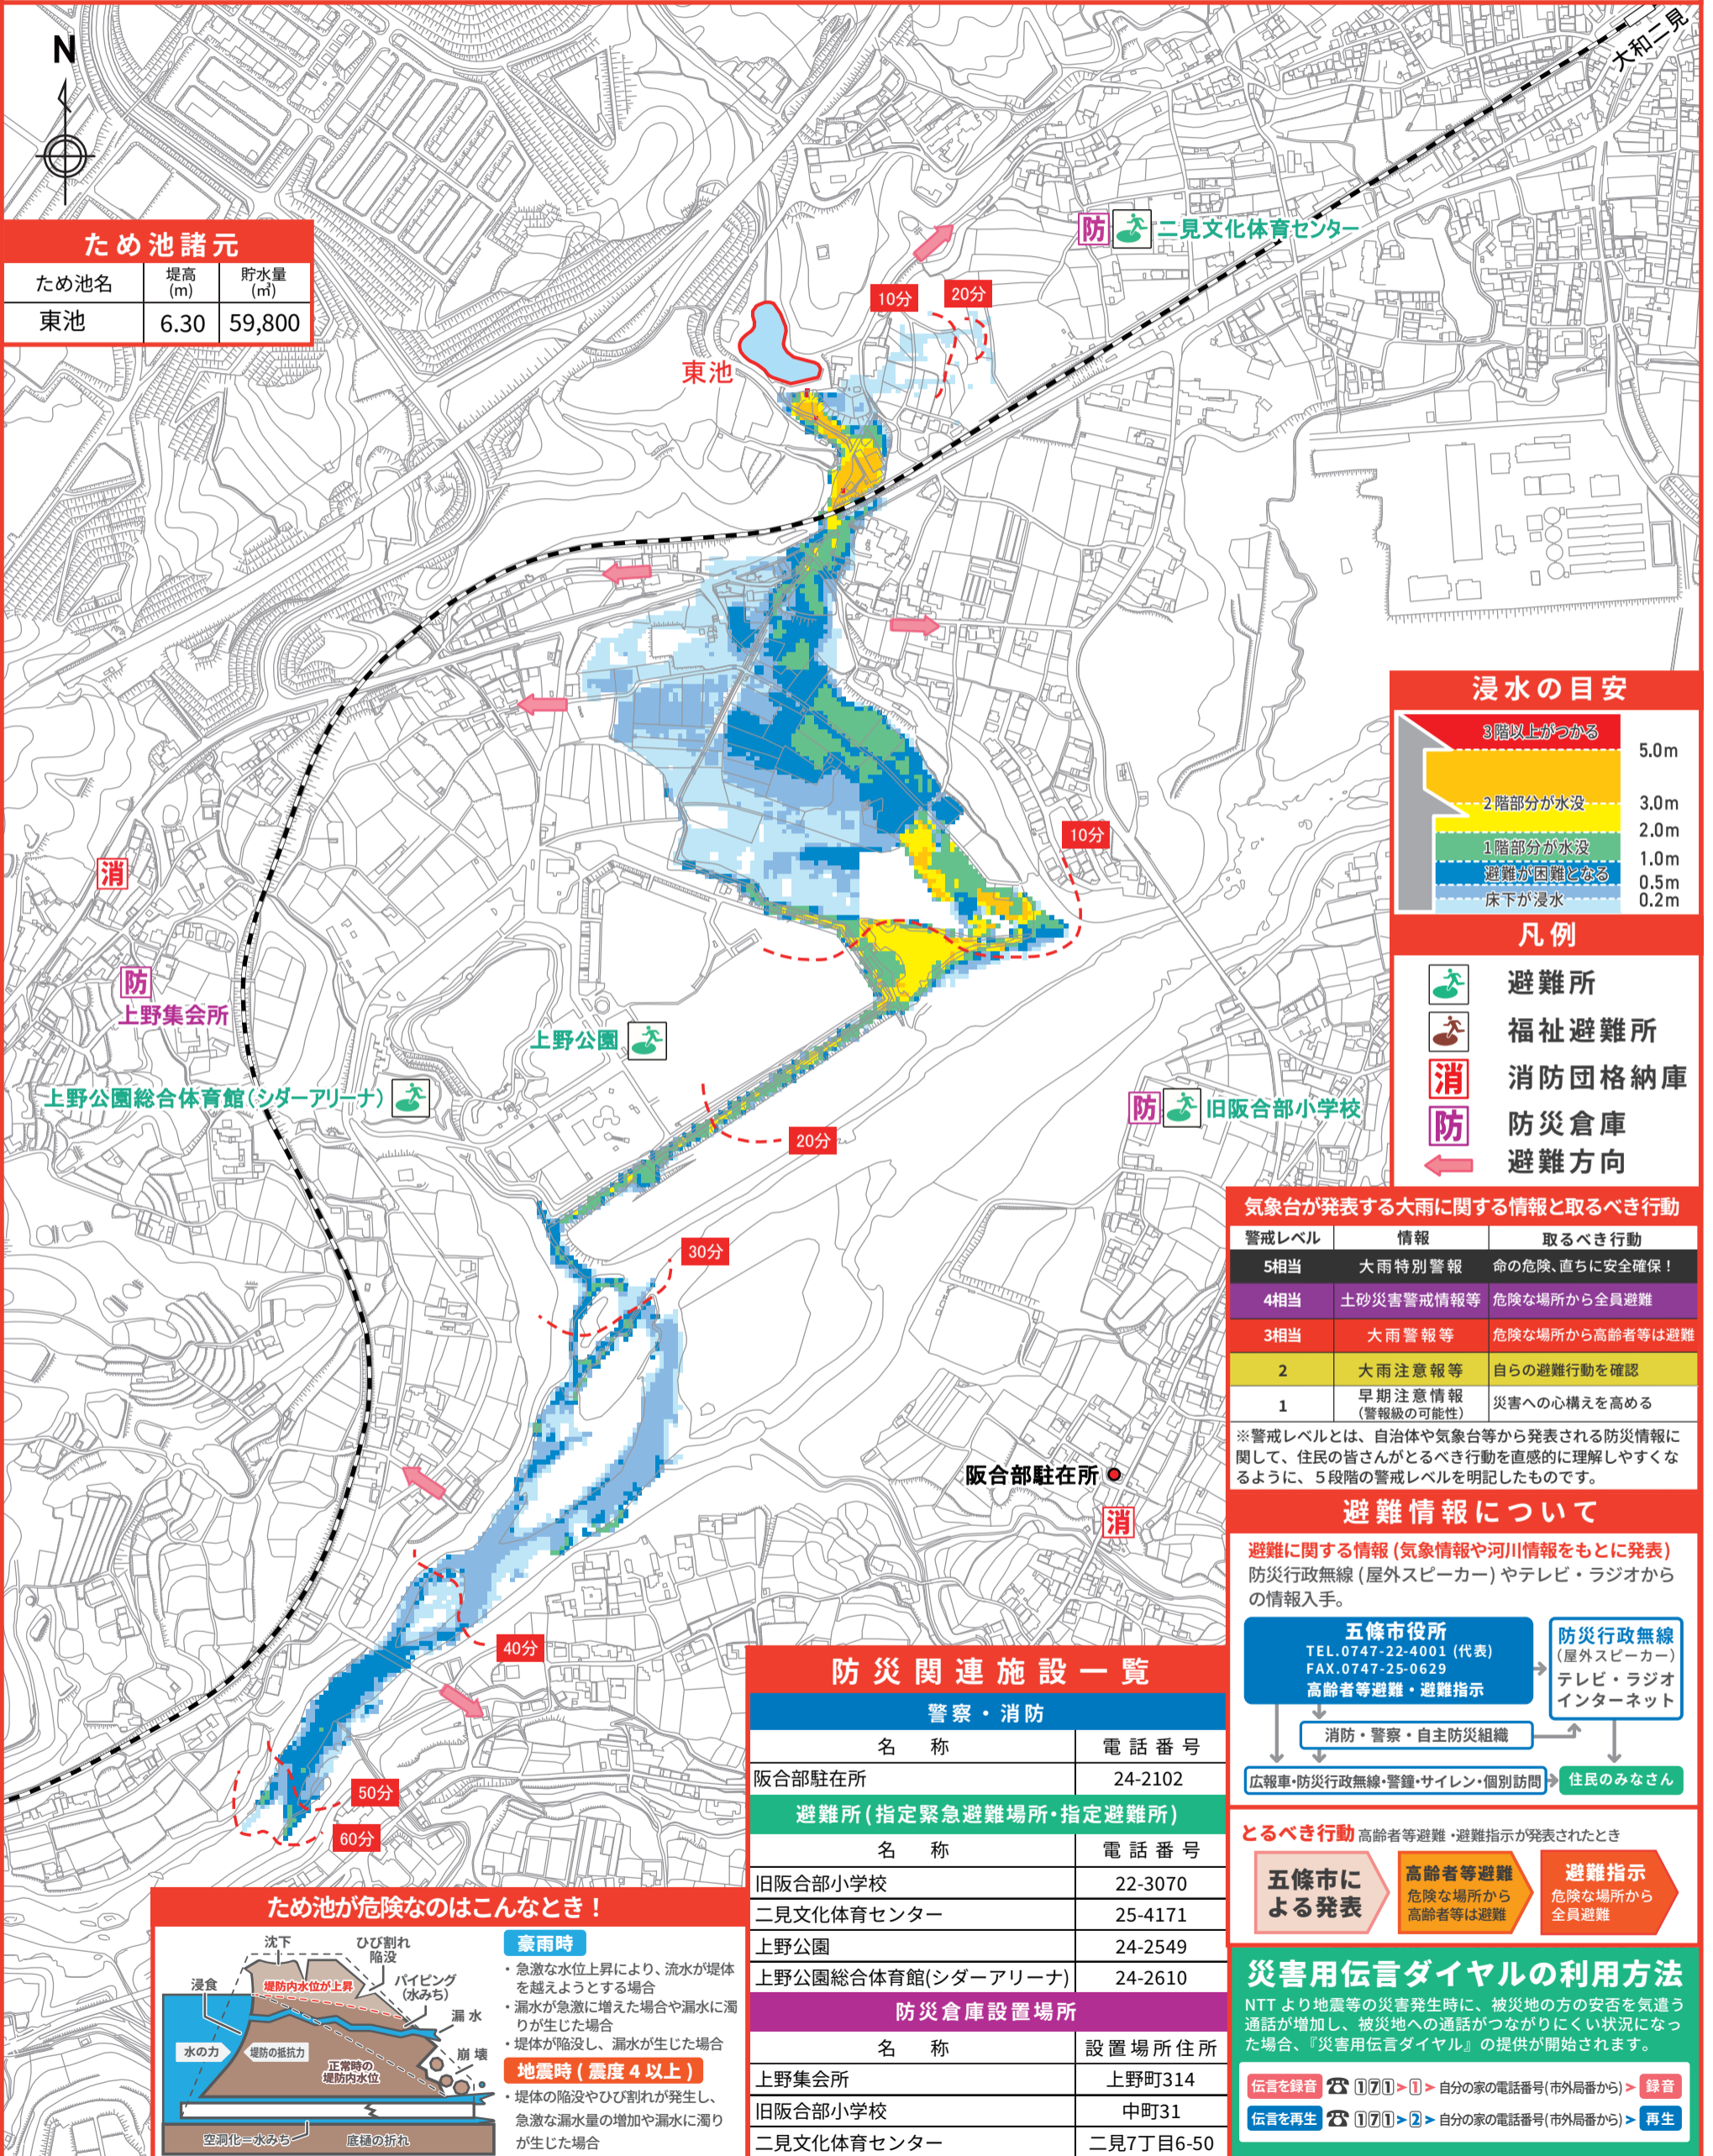 N
大和二見
ため池諸元
ため池名 堤高(m) 貯水量(㎥)
東池 6.30 59,800
防 二見文化体育センター
10分
20分
東池
10分
消
防
上野集会所
上野公園
上野公園総合体育館(シダーアリーナ)
防 旧阪合部小学校
20分
30分
阪合部駐在所
消
40分
50分
60分
浸水の目安
3階以上がつかる
5.0m
2階部分が水没
3.0m
2.0m
1階部分が水没
1.0m
避難が困難となる
0.5m
床下が浸水
0.2m
凡例
避難所
福祉避難所
消 消防団格納庫
防 防災倉庫
避難方向
気象台が発表する大雨に関する情報と取るべき行動
警戒レベル 情報 取るべき行動
5相当 大雨特別警報 命の危険、直ちに安全確保！
4相当 土砂災害警戒情報等 危険な場所から全員避難
3相当 大雨警報等 危険な場所から高齢者等は避難
2 大雨注意報等 自らの避難行動を確認
1 早期注意情報(警報級の可能性) 災害への心構えを高める
※警戒レベルとは、自治体や気象台等から発表される防災情報に
関して、住民の皆さんがとるべき行動を直感的に理解しやすくな
るように、５段階の警戒レベルを明記したものです。
避難情報について
避難に関する情報 (気象情報や河川情報をもとに発表)
防災行政無線 (屋外スピーカー) やテレビ・ラジオから
の情報入手。
五條市役所
TEL.0747-22-4001 (代表)
FAX.0747-25-0629
高齢者等避難・避難指示
防災行政無線
(屋外スピーカー)
テレビ・ラジオ
インターネット
消防・警察・自主防災組織
広報車・防災行政無線・警鐘・サイレン・個別訪問
住民のみなさん
とるべき行動 高齢者等避難・避難指示が発表されたとき
五條市に
よる発表
高齢者等避難
危険な場所から
高齢者等は避難
避難指示
危険な場所から
全員避難
災害用伝言ダイヤルの利用方法
NTT より地震等の災害発生時に、被災地の方の安否を気遣う
通話が増加し、被災地への通話がつながりにくい状況になっ
た場合、『災害用伝言ダイヤル』の提供が開始されます。
伝言を録音 ☎ 171 > 1 > 自分の家の電話番号(市外局番から) > 録音
伝言を再生 ☎ 171 > 2 > 自分の家の電話番号(市外局番から) > 再生
防災関連施設一覧
警察・消防
名 称 電話番号
阪合部駐在所 24-2102
避難所(指定緊急避難場所・指定避難所)
名 称 電話番号
旧阪合部小学校 22-3070
二見文化体育センター 25-4171
上野公園 24-2549
上野公園総合体育館(シダーアリーナ) 24-2610
防災倉庫設置場所
名 称 設置場所住所
上野集会所 上野町314
旧阪合部小学校 中町31
二見文化体育センター 二見7丁目6-50
ため池が危険なのはこんなとき！
沈下
ひび割れ
陥没
浸食
堤防内水位が上昇
パイピング
(水みち)
漏水
水の力
堤防の抵抗力
正常時の
堤防内水位
崩壊
空洞化＝水みち
底樋の折れ
豪雨時
・急激な水位上昇により、流水が堤体
を越えようとする場合
・漏水が急激に増えた場合や漏水に濁
りが生じた場合
・堤体が陥没し、漏水が生じた場合
地震時 ( 震度 4 以上 )
・堤体の陥没やひび割れが発生し、
急激な漏水量の増加や漏水に濁り
が生じた場合